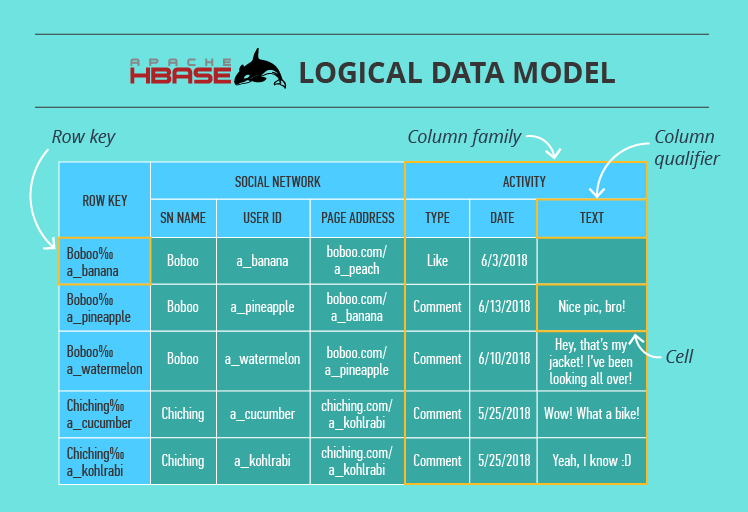 APACHE
HBASE LOGICAL DATA MODEL
Row key
Column family
Column
qualifier
ROW KEY
SOCIAL NETWORK
ACTIVITY
SN NAME
USER ID
PAGE ADDRESS
TYPE
DATE
TEXT
Boboo‰
a_banana
Boboo
a_banana
boboo.com/
a_peach
Like
6/3/2018
Boboo‰
a_pineapple
Boboo
a_pineapple
boboo.com/
a_banana
Comment
6/13/2018
Nice pic, bro!
Boboo‰
a_watermelon
Boboo
a_watermelon
boboo.com/
a_pineapple
Comment
6/10/2018
Hey, that's my
jacket! I've been
looking all over!
Cell
Chiching‰
a_cucumber
Chiching
a_cucumber
chiching.com/
a_kohlrabi
Comment
5/25/2018
Wow! What a bike!
Chiching‰
a_kohlrabi
Chiching
a_kohlrabi
chiching.com/
a_kohlrabi
Comment
5/25/2018
Yeah, I know :D